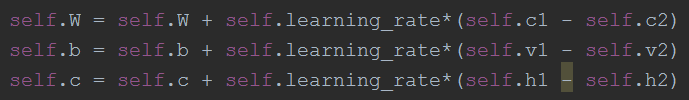 self.W = self.W + self.learning_rate*(self.c1 - self.c2)
self.b = self.b + self.learning_rate*(self.v1 - self.v2)
self.c = self.c + self.learning_rate*(self.h1 - self.h2)